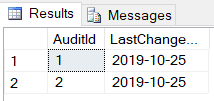 Results Messages
AuditId LastChange...
1 1 2019-10-25
2 2 2019-10-25